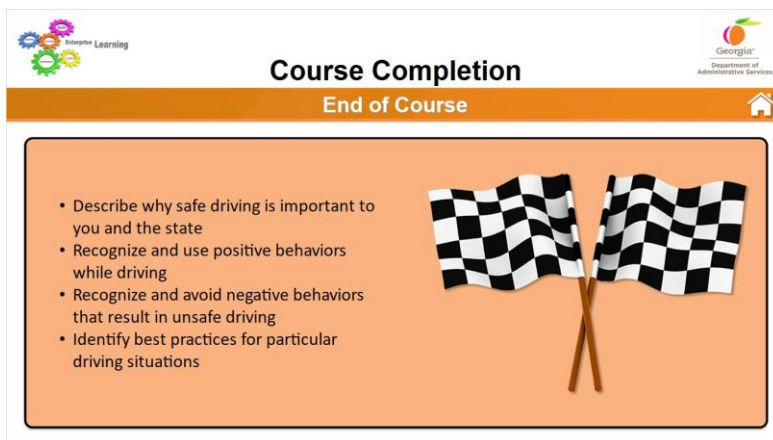 Enterprise Learning
Georgia®
Department of
Administrative Services
Course Completion
End of Course
• Describe why safe driving is important to
you and the state
• Recognize and use positive behaviors
while driving
• Recognize and avoid negative behaviors
that result in unsafe driving
• Identify best practices for particular
driving situations